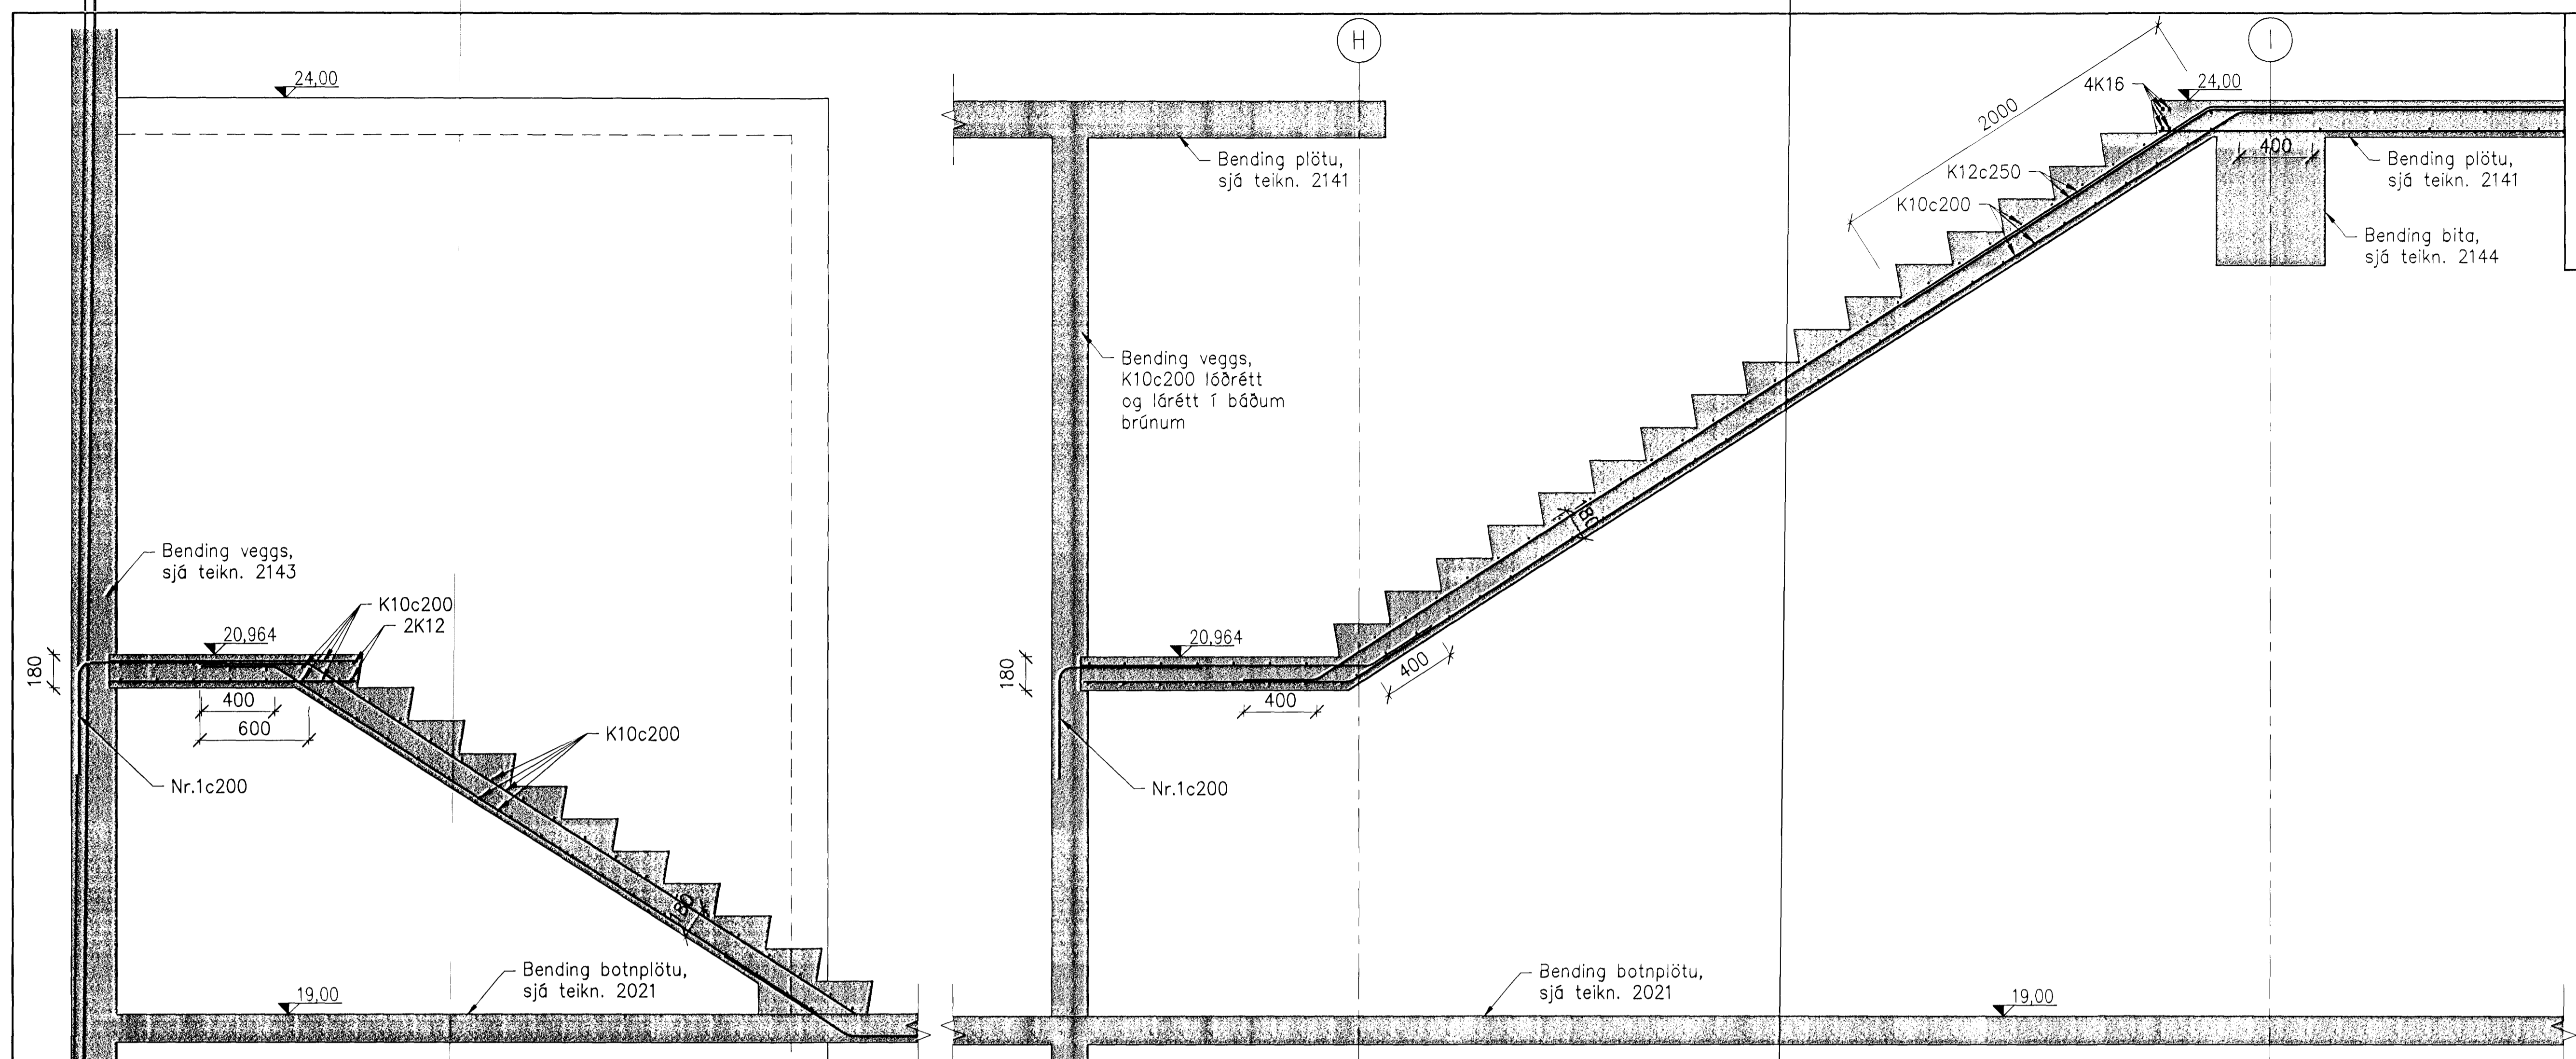 24,00
Bending veggs,
sjá teikn. 2143
K10c200
2K12
20,964
180
400
600
Nr.1c200
K10c200
180
Bending botnplötu,
sjá teikn. 2021
19,00
H
I
2000
4K16
24,00
Bending plötu,
sjá teikn. 2141
K12c250
K10c200
400
Bending plötu,
sjá teikn. 2141
Bending bita,
sjá teikn. 2144
Bending veggs,
K10c200 lóðrétt
og lárétt í báðum
brúnum
180
20,964
180
400
400
Nr.1c200
Bending botnplötu,
sjá teikn. 2021
19,00